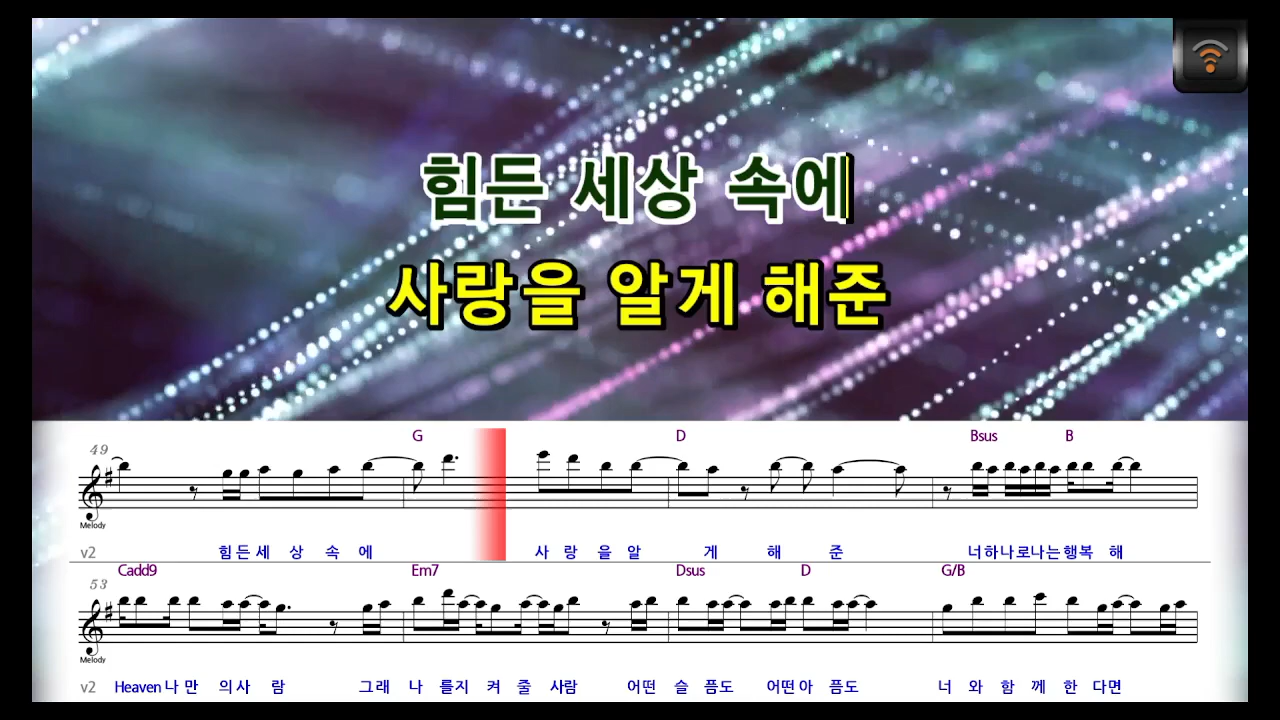 힘든 세상 속에
사랑을 알게 해준
49 G D Bsus B
Melody
v2 힘 든 세 상 속 에 사 랑 을 알 게 해 준 너하나로나는행복 해
Cadd9 Em7 Dsus D G/B
53
Melody
v2 Heaven 나 만 의사 람 그래 나 를지 켜 줄 사람 어떤 슬 픔도 어떤아 픔도 너 와 함 께 한 다면